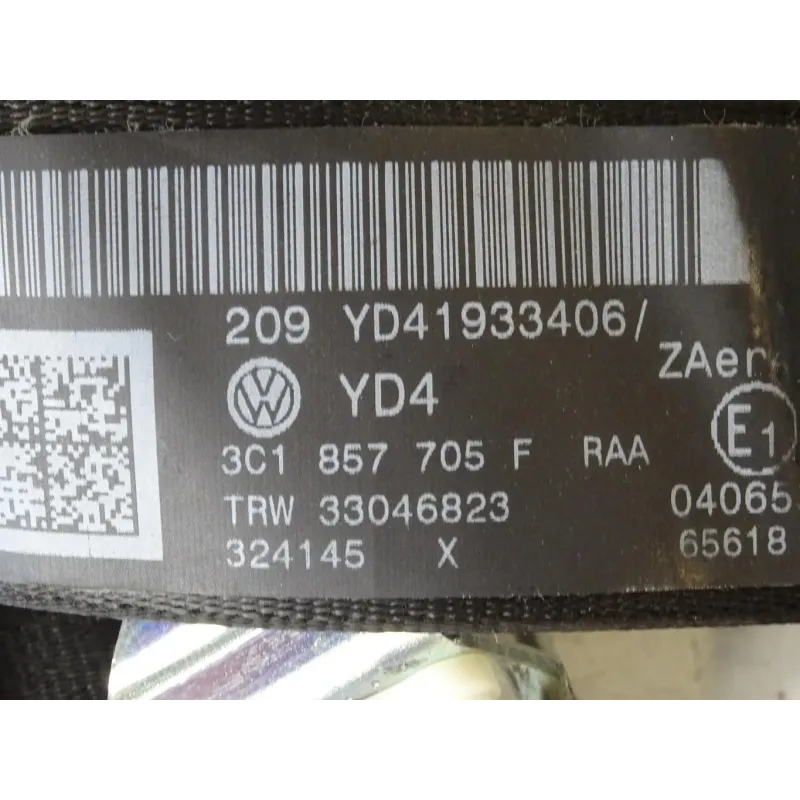 209 YD41933406/
ZAer
YD4
E1
3C1 857 705 F RAA
TRW 33046823
04065
324145 X
65618